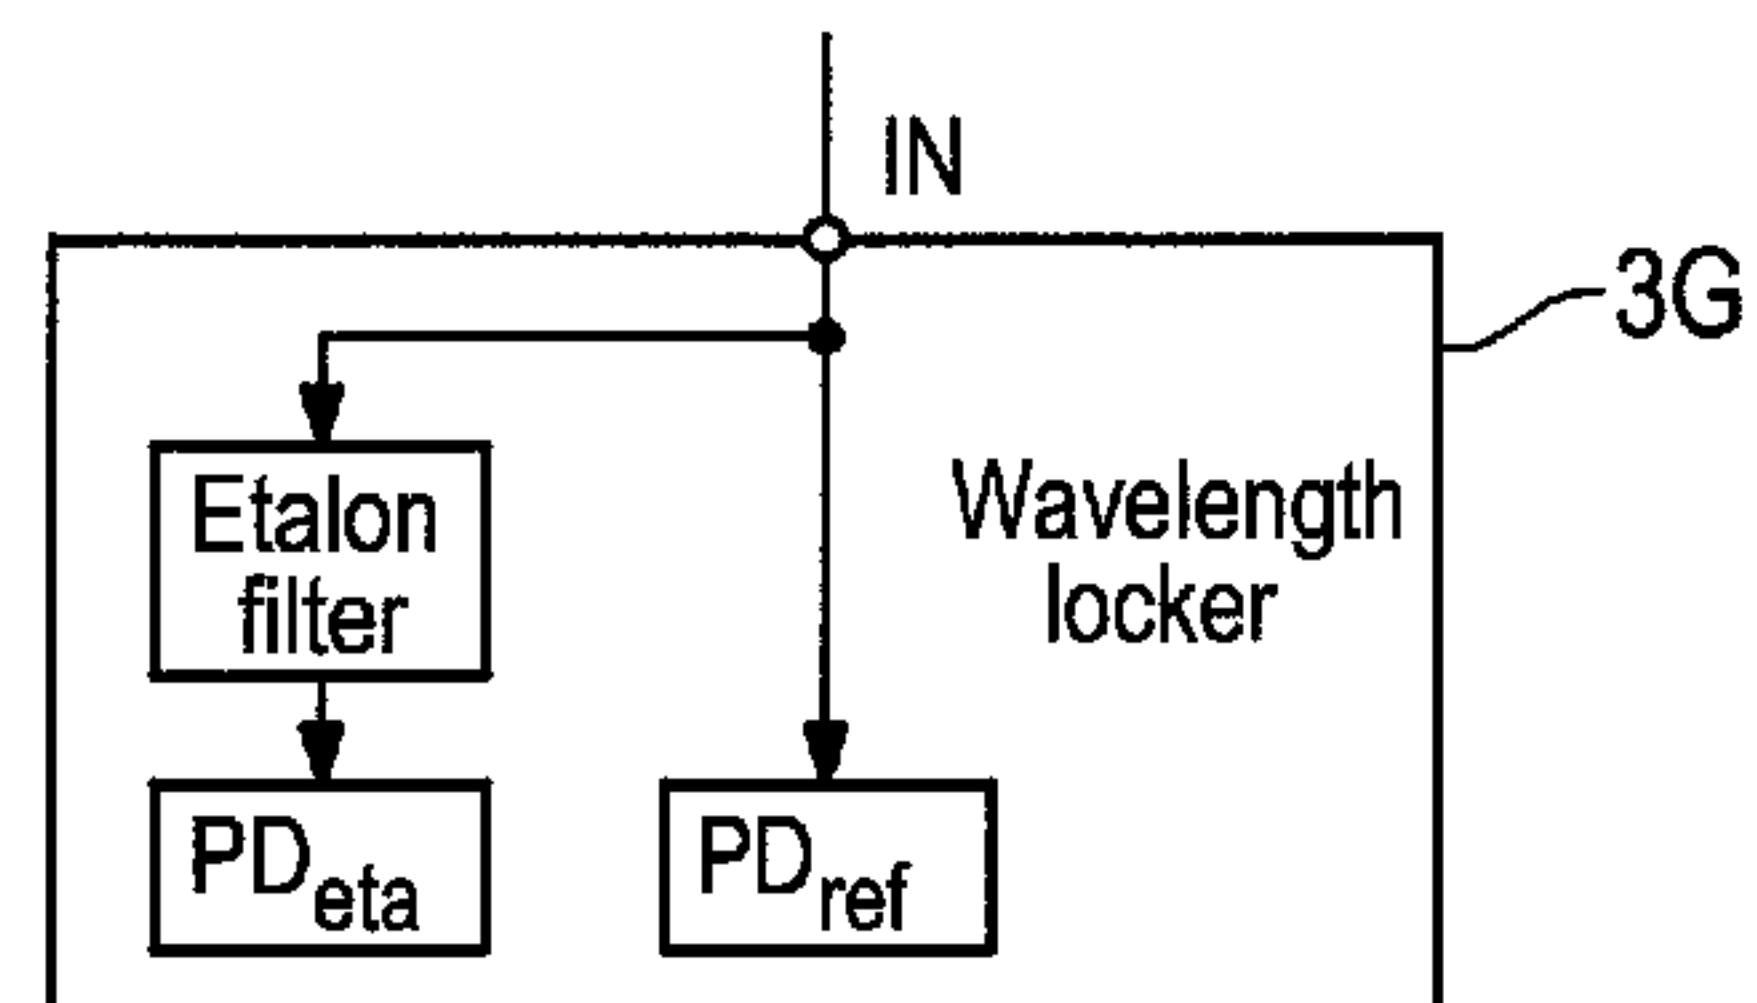 IN
3G
Etalon
filter
Wavelength
locker
PDeta
PDref